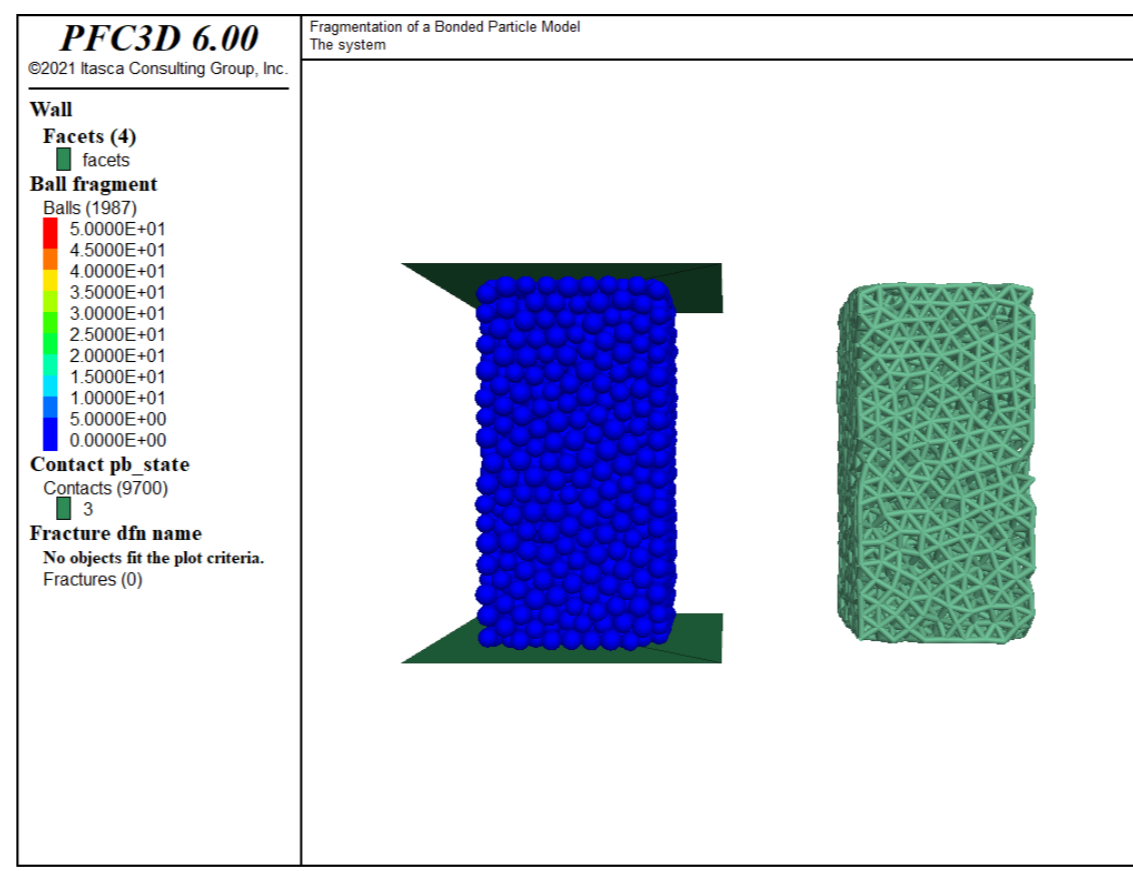 PFC3D 6.00
©2021 Itasca Consulting Group, Inc.
Wall
Facets (4)
facets
Ball fragment
Balls (1987)
5.0000E+01
4.5000E+01
4.0000E+01
3.5000E+01
3.0000E+01
2.5000E+01
2.0000E+01
1.5000E+01
1.0000E+01
5.0000E+00
0.0000E+00
Contact pb_state
Contacts (9700)
3
Fracture dfn name
No objects fit the plot criteria.
Fractures (0)
Fragmentation of a Bonded Particle Model
The system